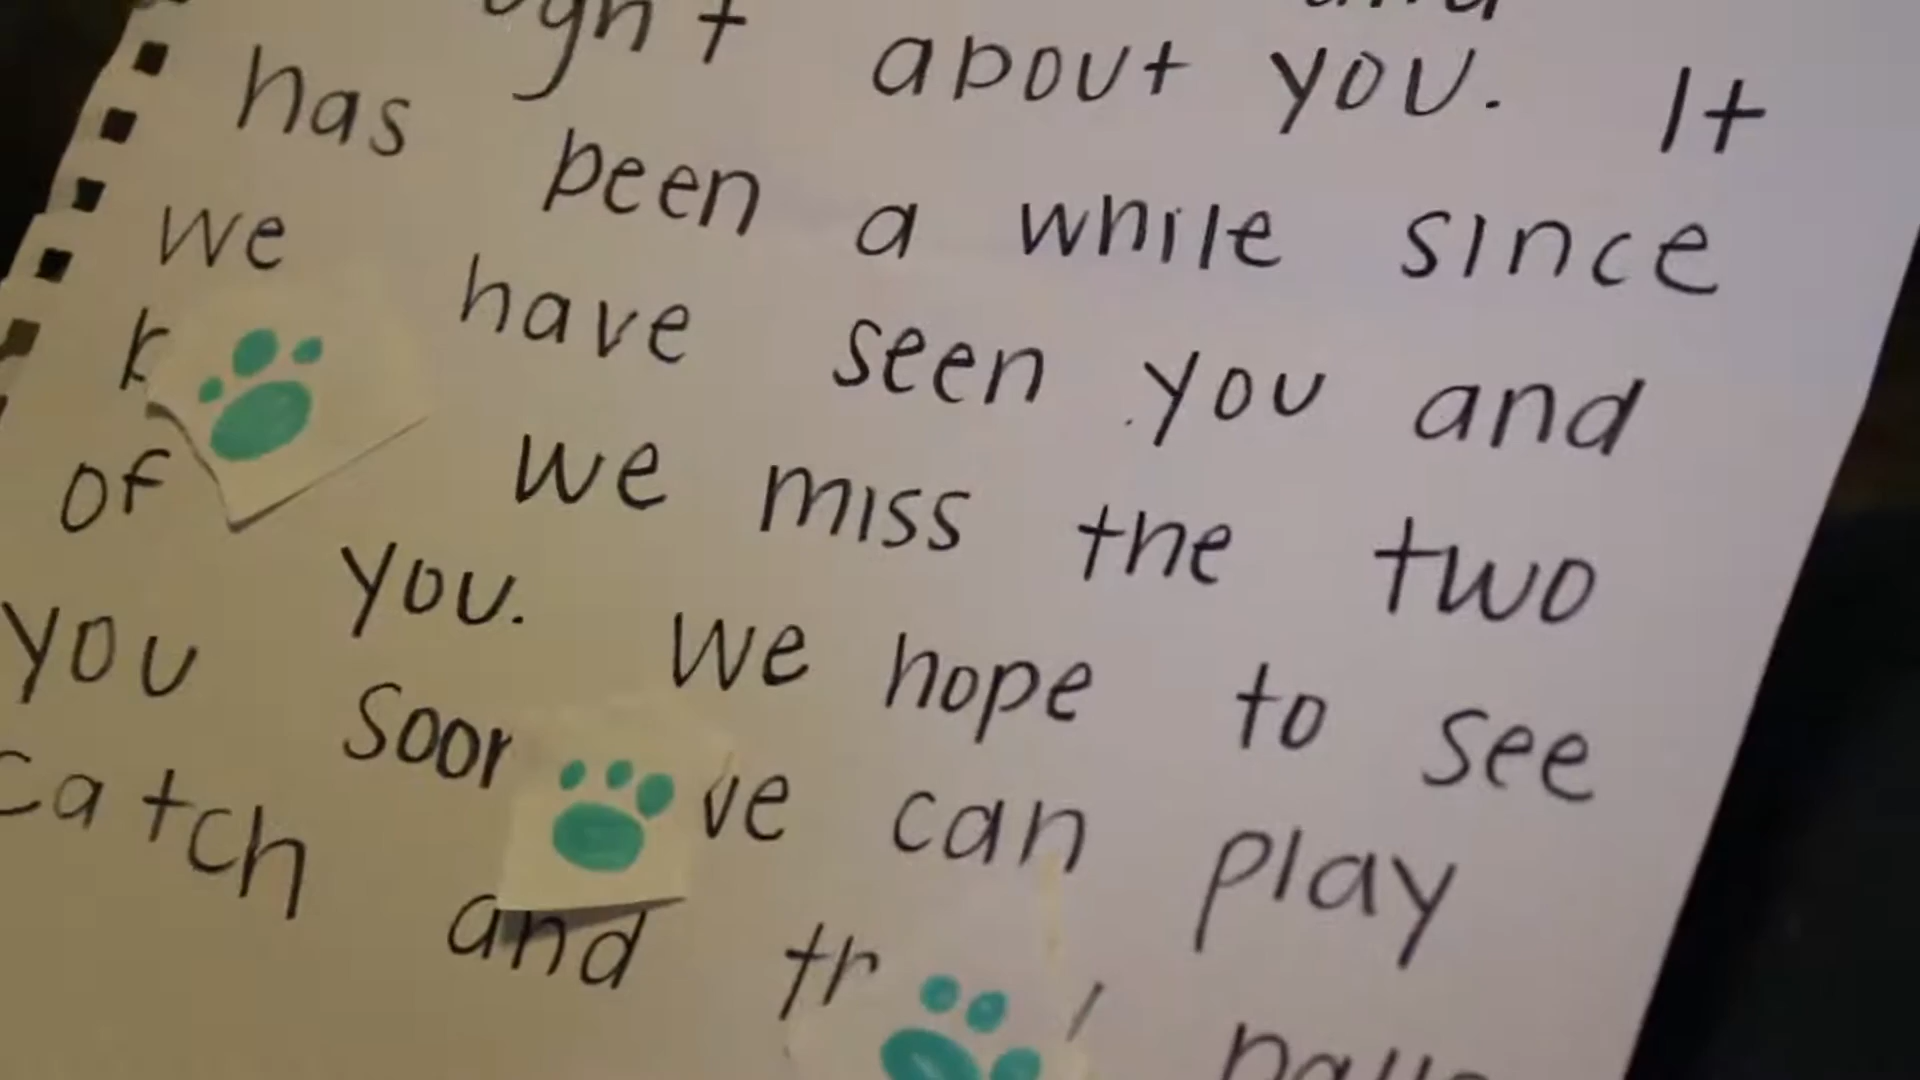 about you. It
has been a while since
we have seen you and
we miss the two
of you. We hope to see
you soon we can play
catch and